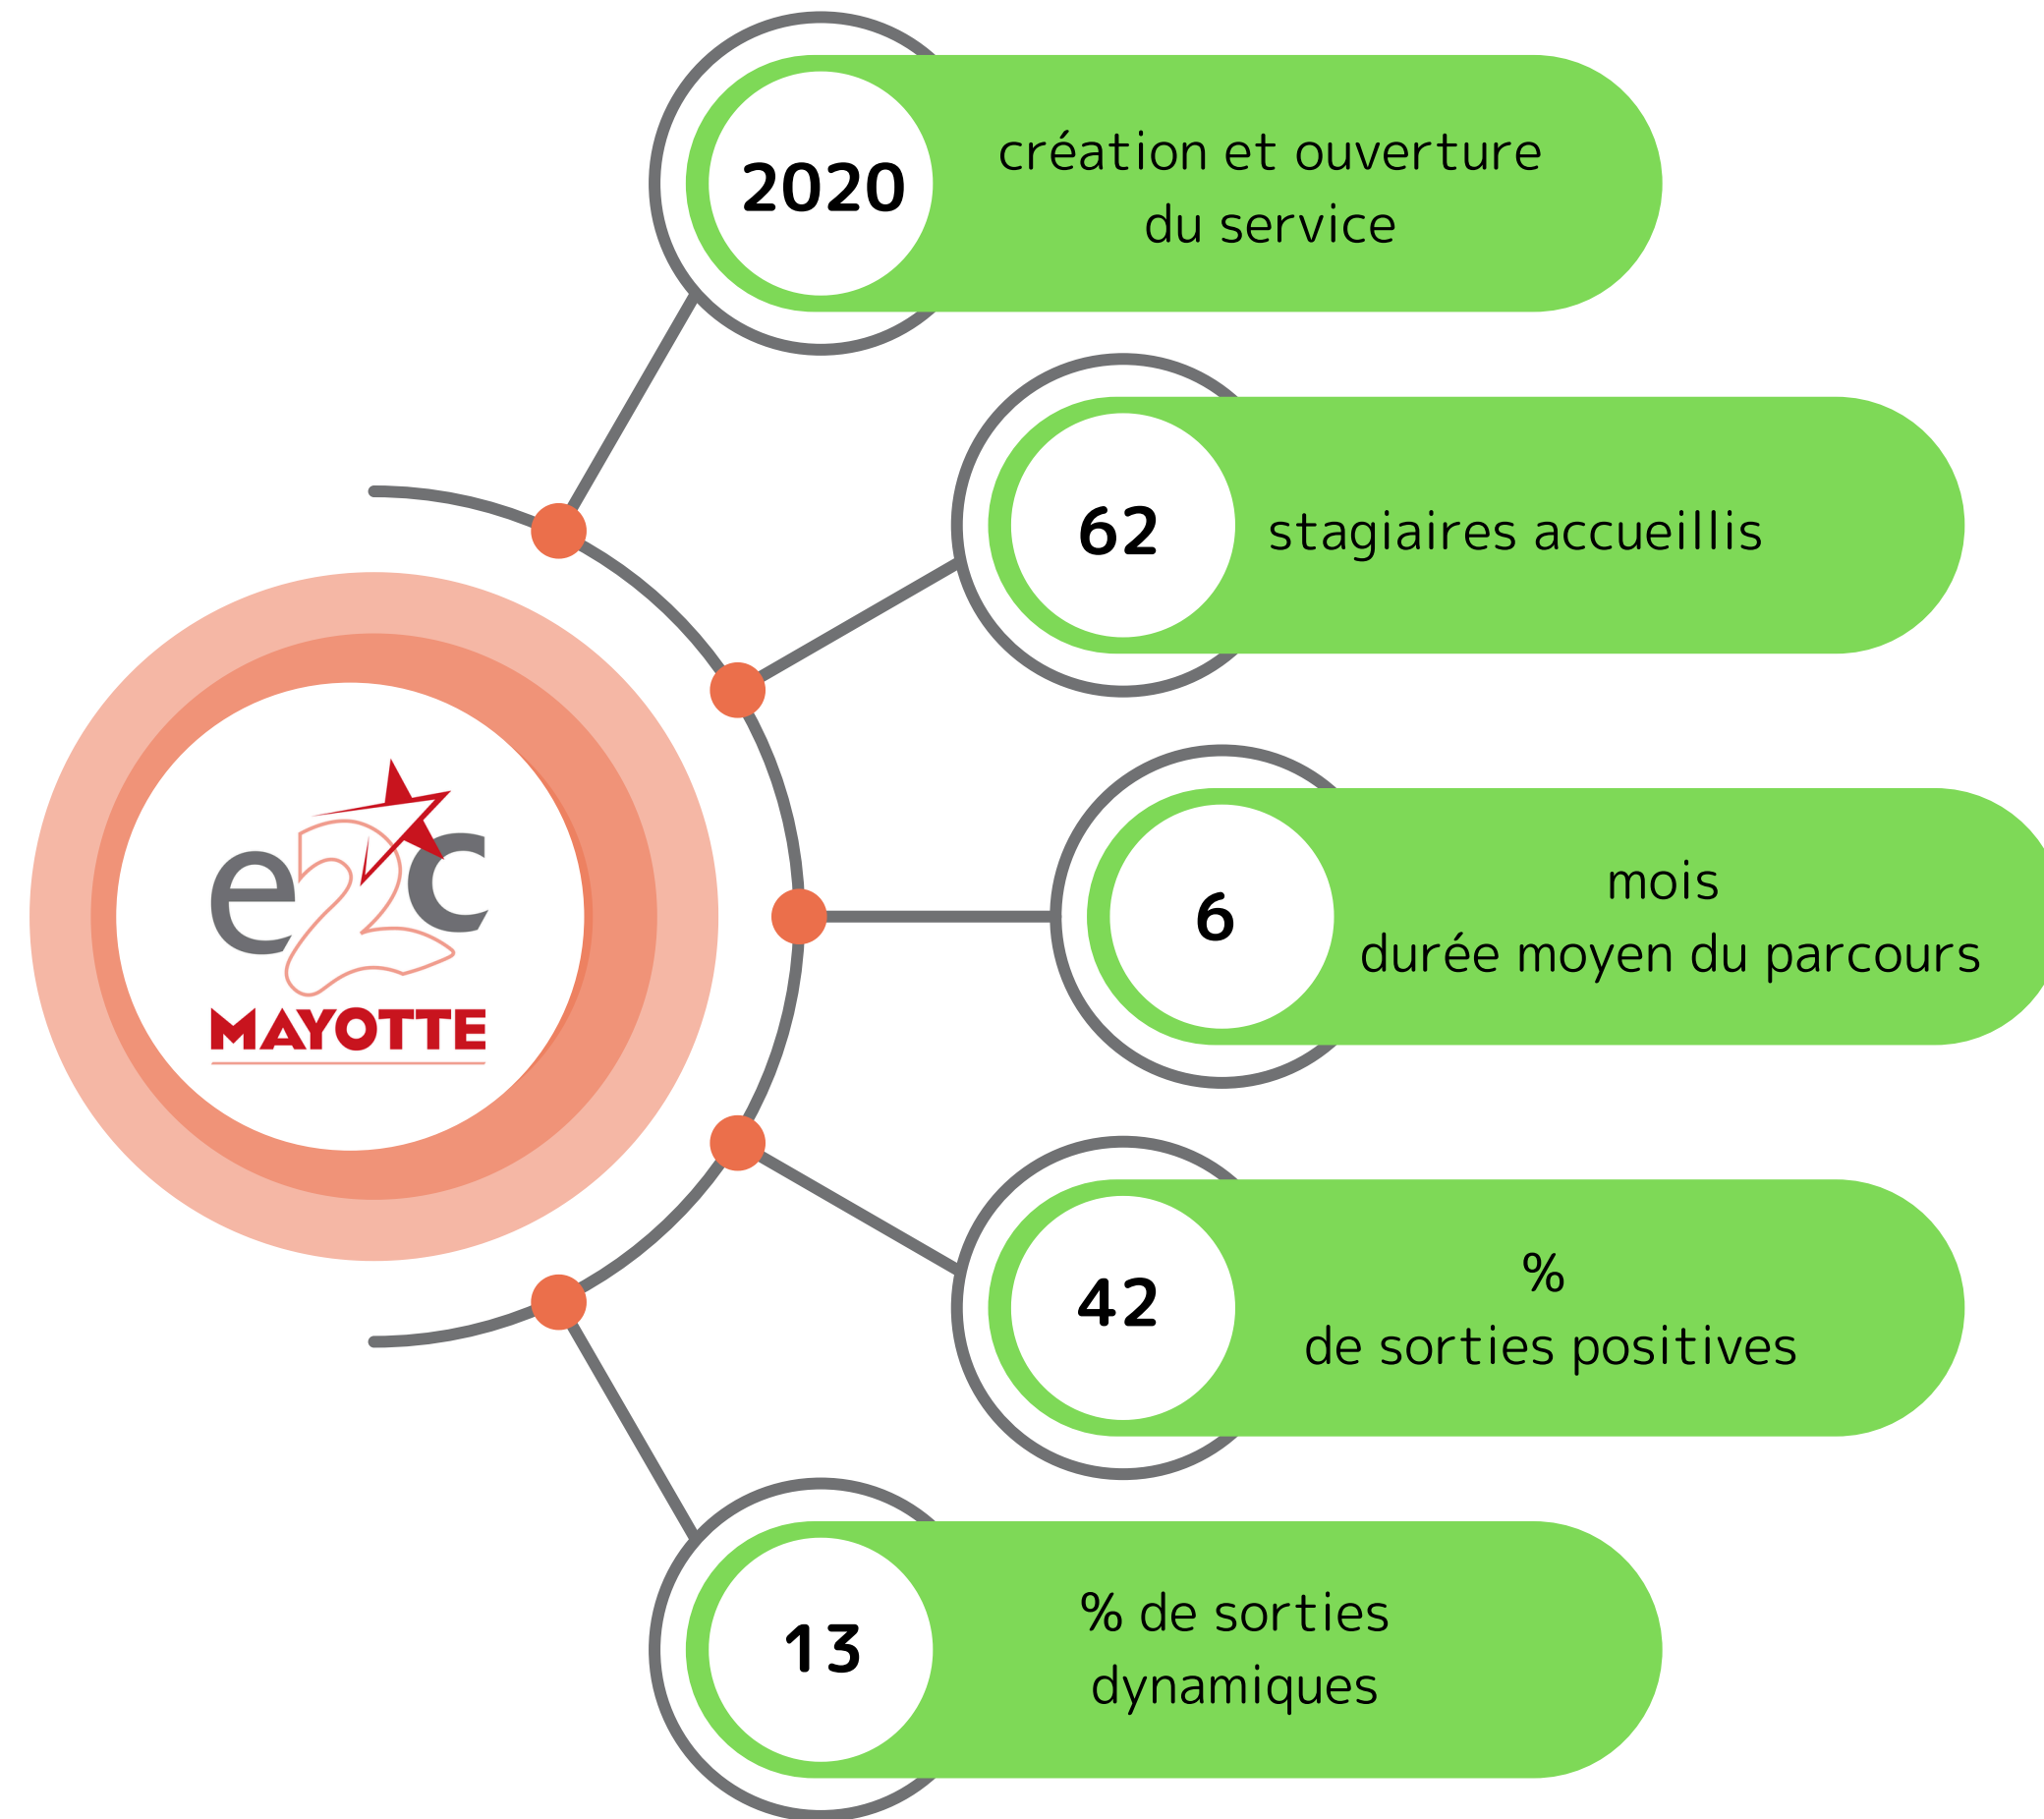 2020
création et ouverture
du service
62
stagiaires accueillis
6
mois
durée moyen du parcours
e2c
MAYOTTE
42
%
de sorties positives
13
% de sorties
dynamiques